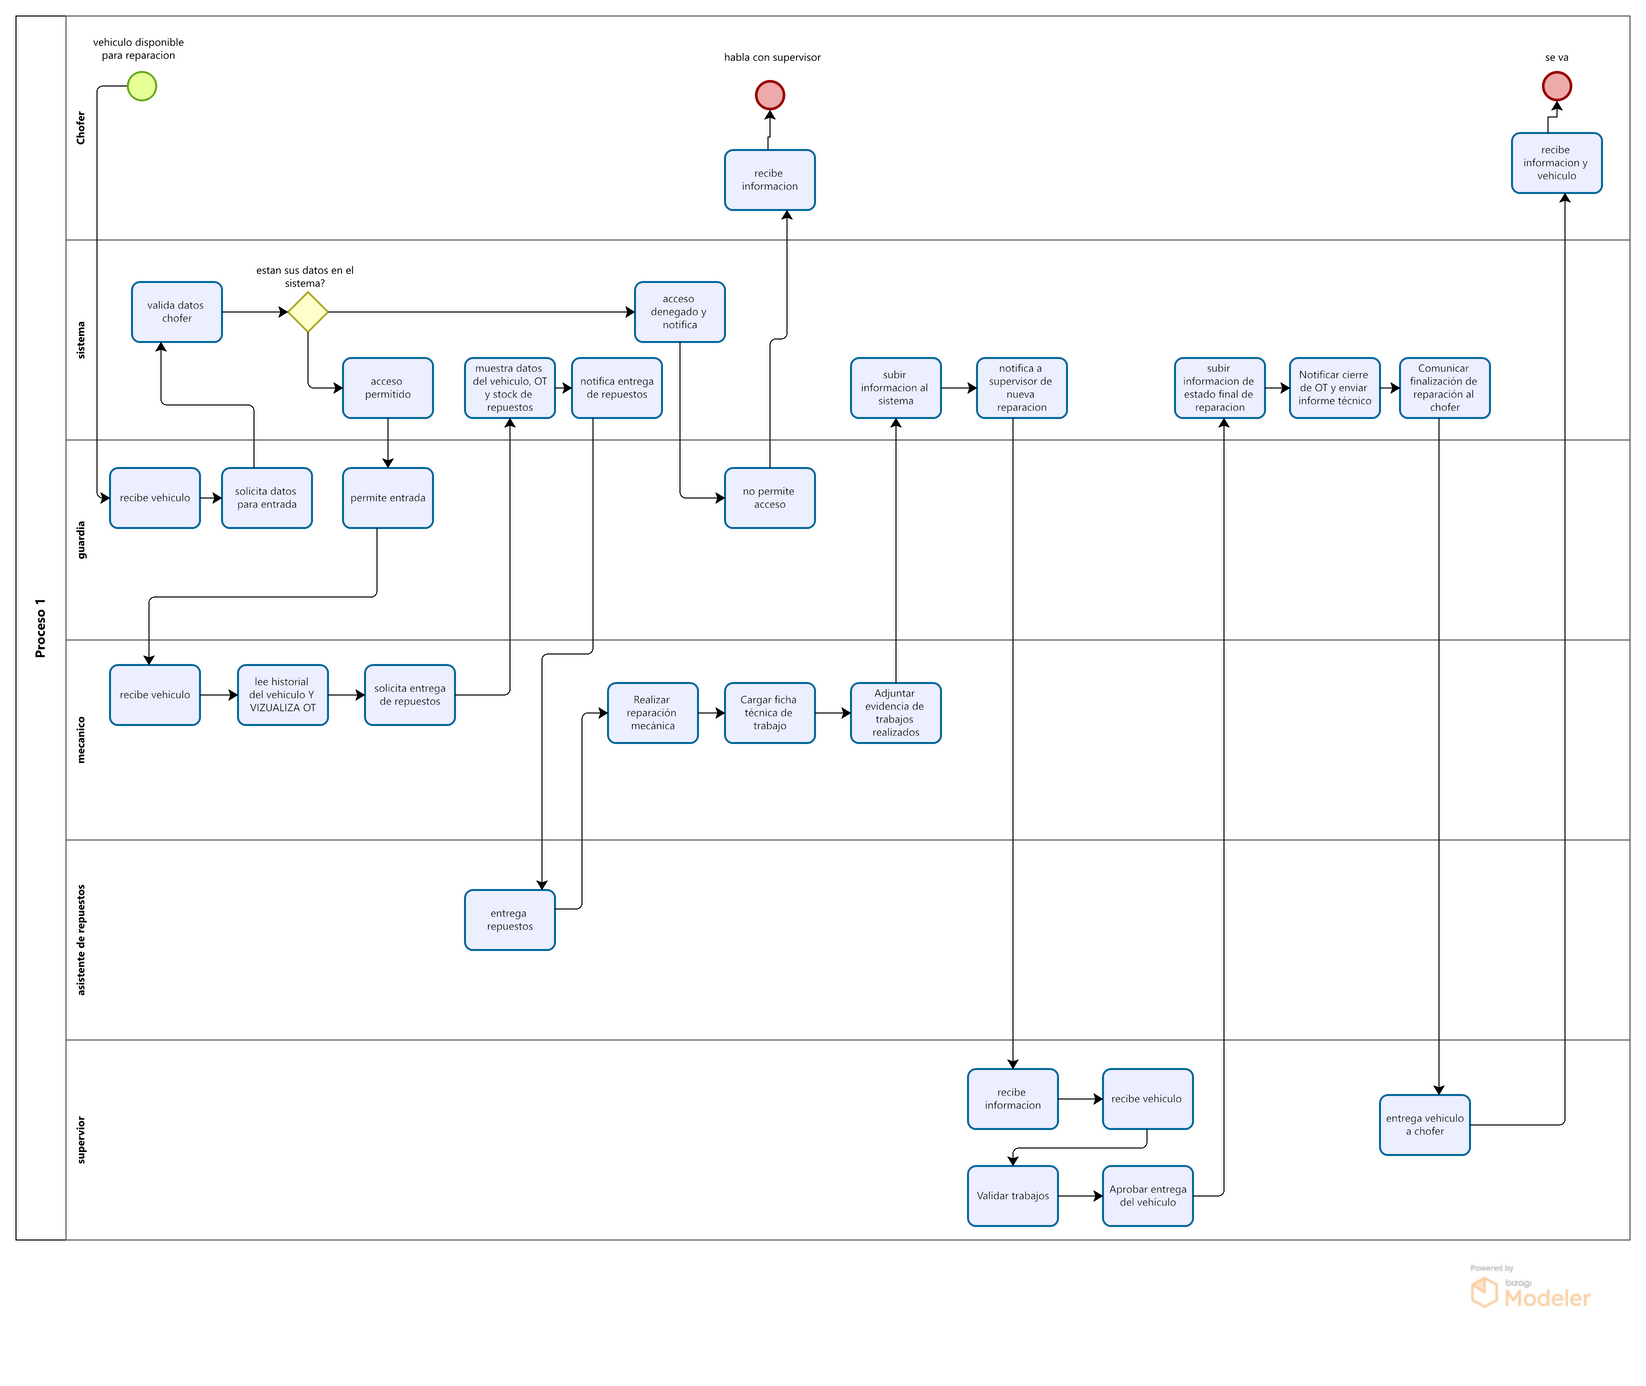 vehiculo disponible
para reparacion
habla con supervisor
se va
Chofer
recibe
informacion
recibe
informacion y
vehiculo
estan sus datos en el
sistema?
valida datos
chofer
acceso
denegado y
notifica
sistema
acceso
permitido
muestra datos
del vehiculo, OT
y stock de
repuestos
notifica entrega
de repuestos
subir
informacion al
sistema
notifica a
supervisor de
nueva
reparacion
subir
informacion de
estado final de
reparacion
Notificar cierre
de OT y enviar
informe técnico
Comunicar
finalización de
reparación al
chofer
guardia
recibe vehiculo
solicita datos
para entrada
permite entrada
no permite
acceso
Proceso 1
mecanico
recibe vehiculo
lee historial
del vehiculo Y
VIZUALIZA OT
solicita entrega
de repuestos
Realizar
reparación
mecánica
Cargar ficha
técnica de
trabajo
Adjuntar
evidencia de
trabajos
realizados
asistente de repuestos
entrega
repuestos
supervior
recibe
informacion
recibe vehículo
entrega vehiculo
a chofer
Validar trabajos
Aprobar entrega
del vehículo
Powered by
bizagi
Modeler